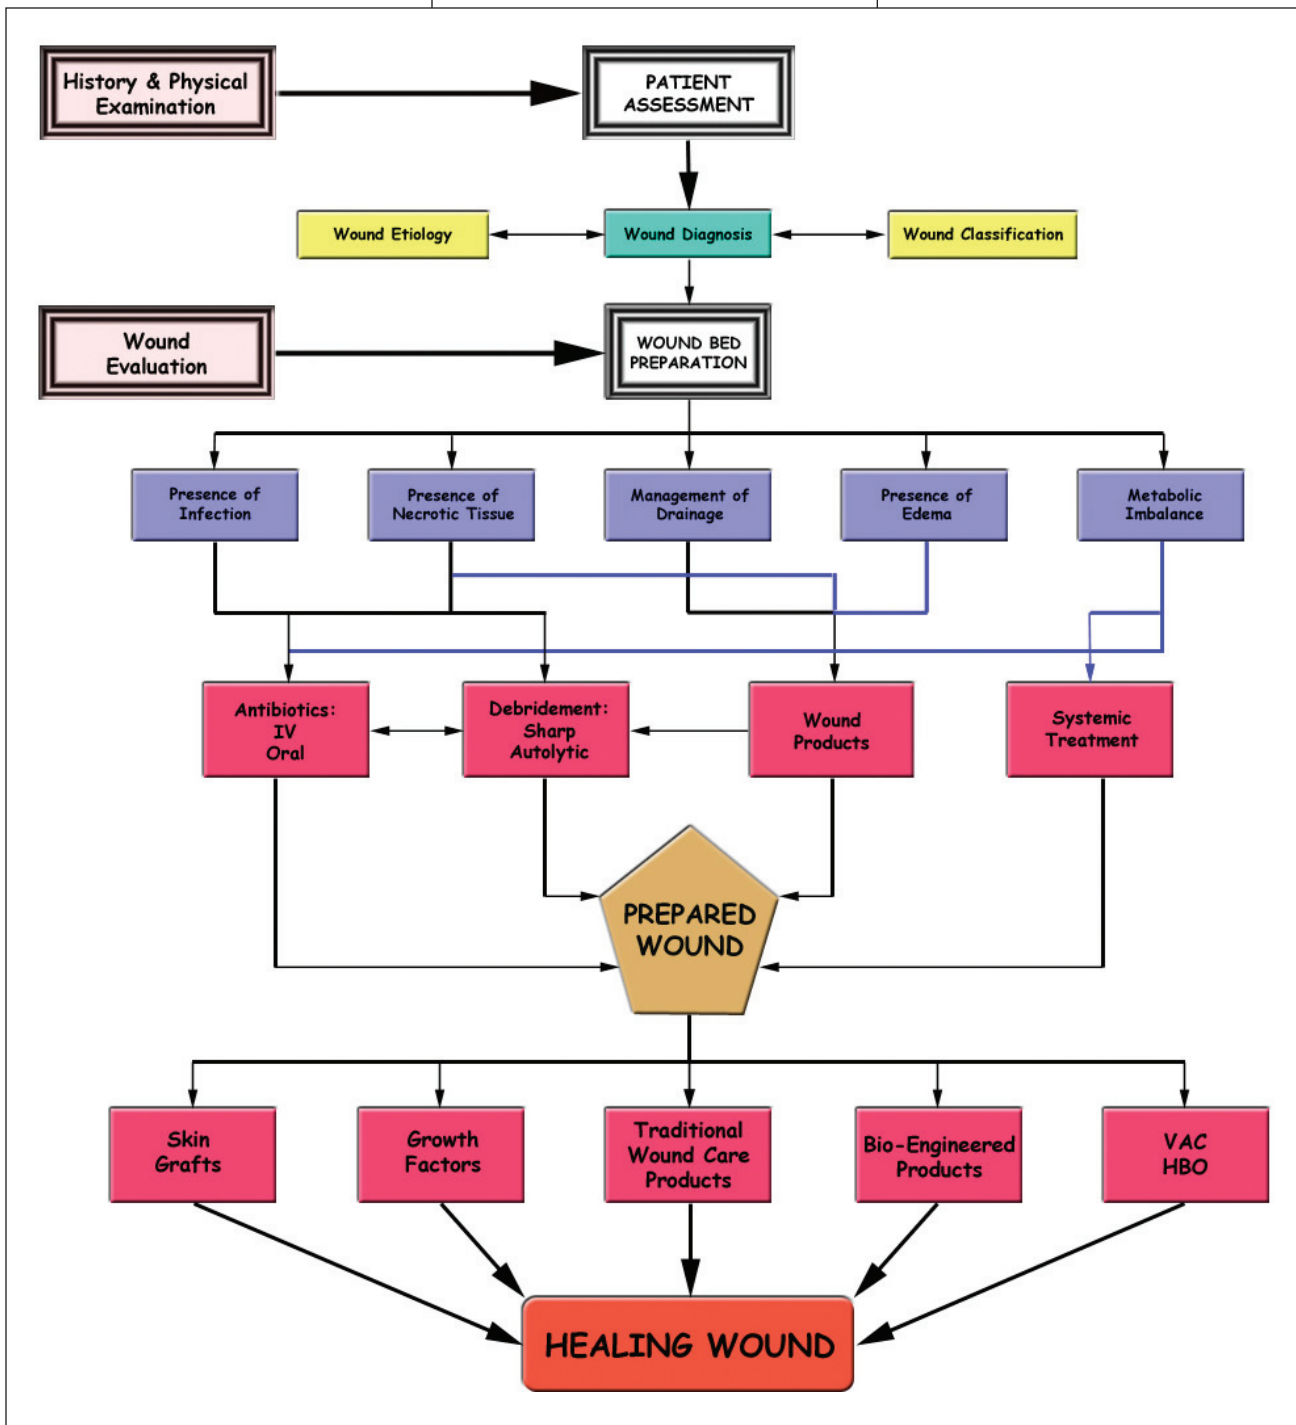 History & Physical
Examination
PATIENT
ASSESSMENT
Wound Etiology
Wound Diagnosis
Wound Classification
Wound
Evaluation
WOUND BED
PREPARATION
Presence of
Infection
Presence of
Necrotic Tissue
Management of
Drainage
Presence of
Edema
Metabolic
Imbalance
Antibiotics:
IV
Oral
Debridement:
Sharp
Autolytic
Wound
Products
Systemic
Treatment
PREPARED
WOUND
Skin
Grafts
Growth
Factors
Traditional
Wound Care
Products
Bio-Engineered
Products
VAC
HBO
HEALING WOUND